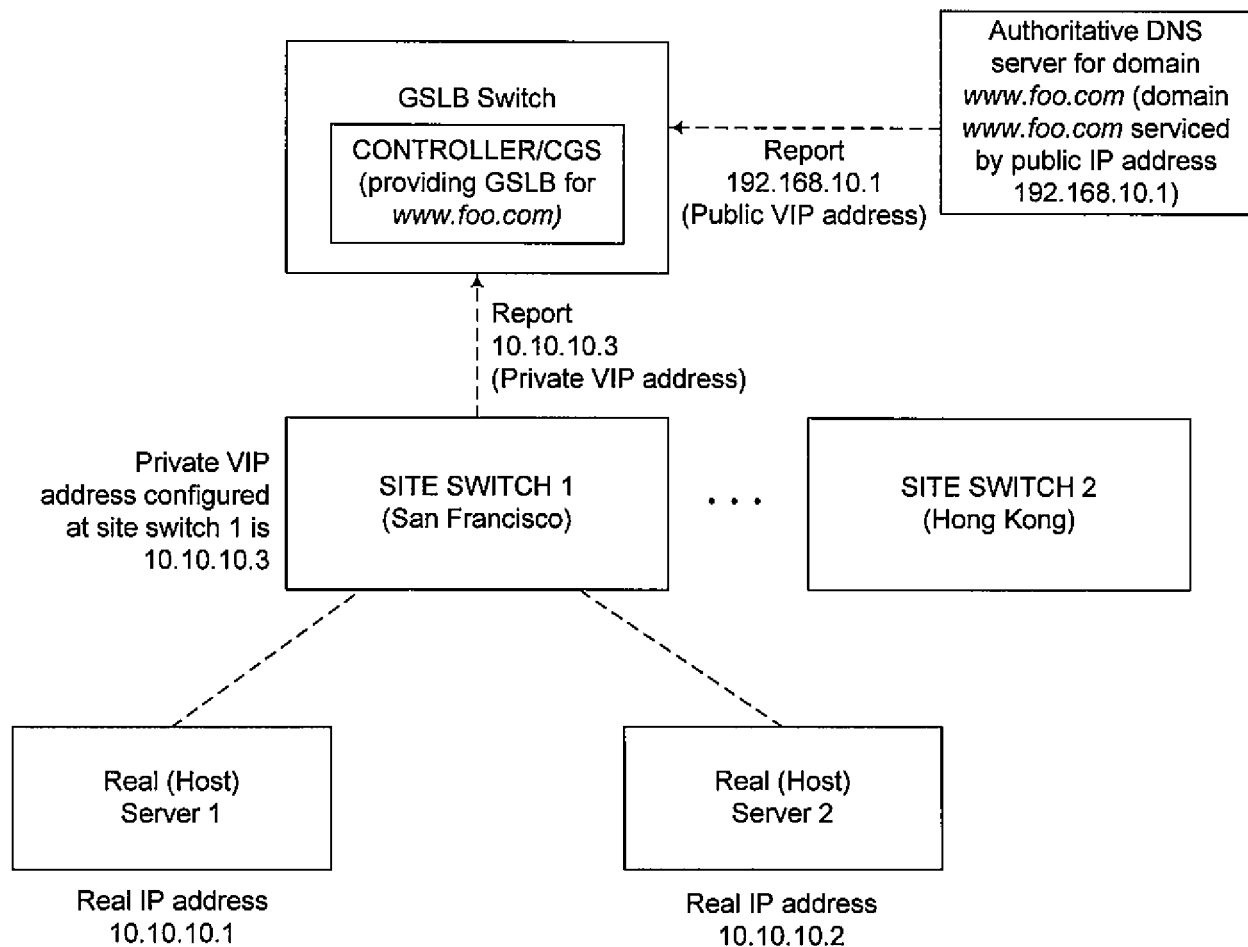 GSLB Switch
CONTROLLER/CGS
(providing GSLB for
www.foo.com)
Authoritative DNS
server for domain
www.foo.com (domain
www.foo.com serviced
by public IP address
192.168.10.1)
Report
192.168.10.1
(Public VIP address)
Report
10.10.10.3
(Private VIP address)
Private VIP
address configured
at site switch 1 is
10.10.10.3
SITE SWITCH 1
(San Francisco)
• • •
SITE SWITCH 2
(Hong Kong)
Real (Host)
Server 1
Real (Host)
Server 2
Real IP address
10.10.10.1
Real IP address
10.10.10.2